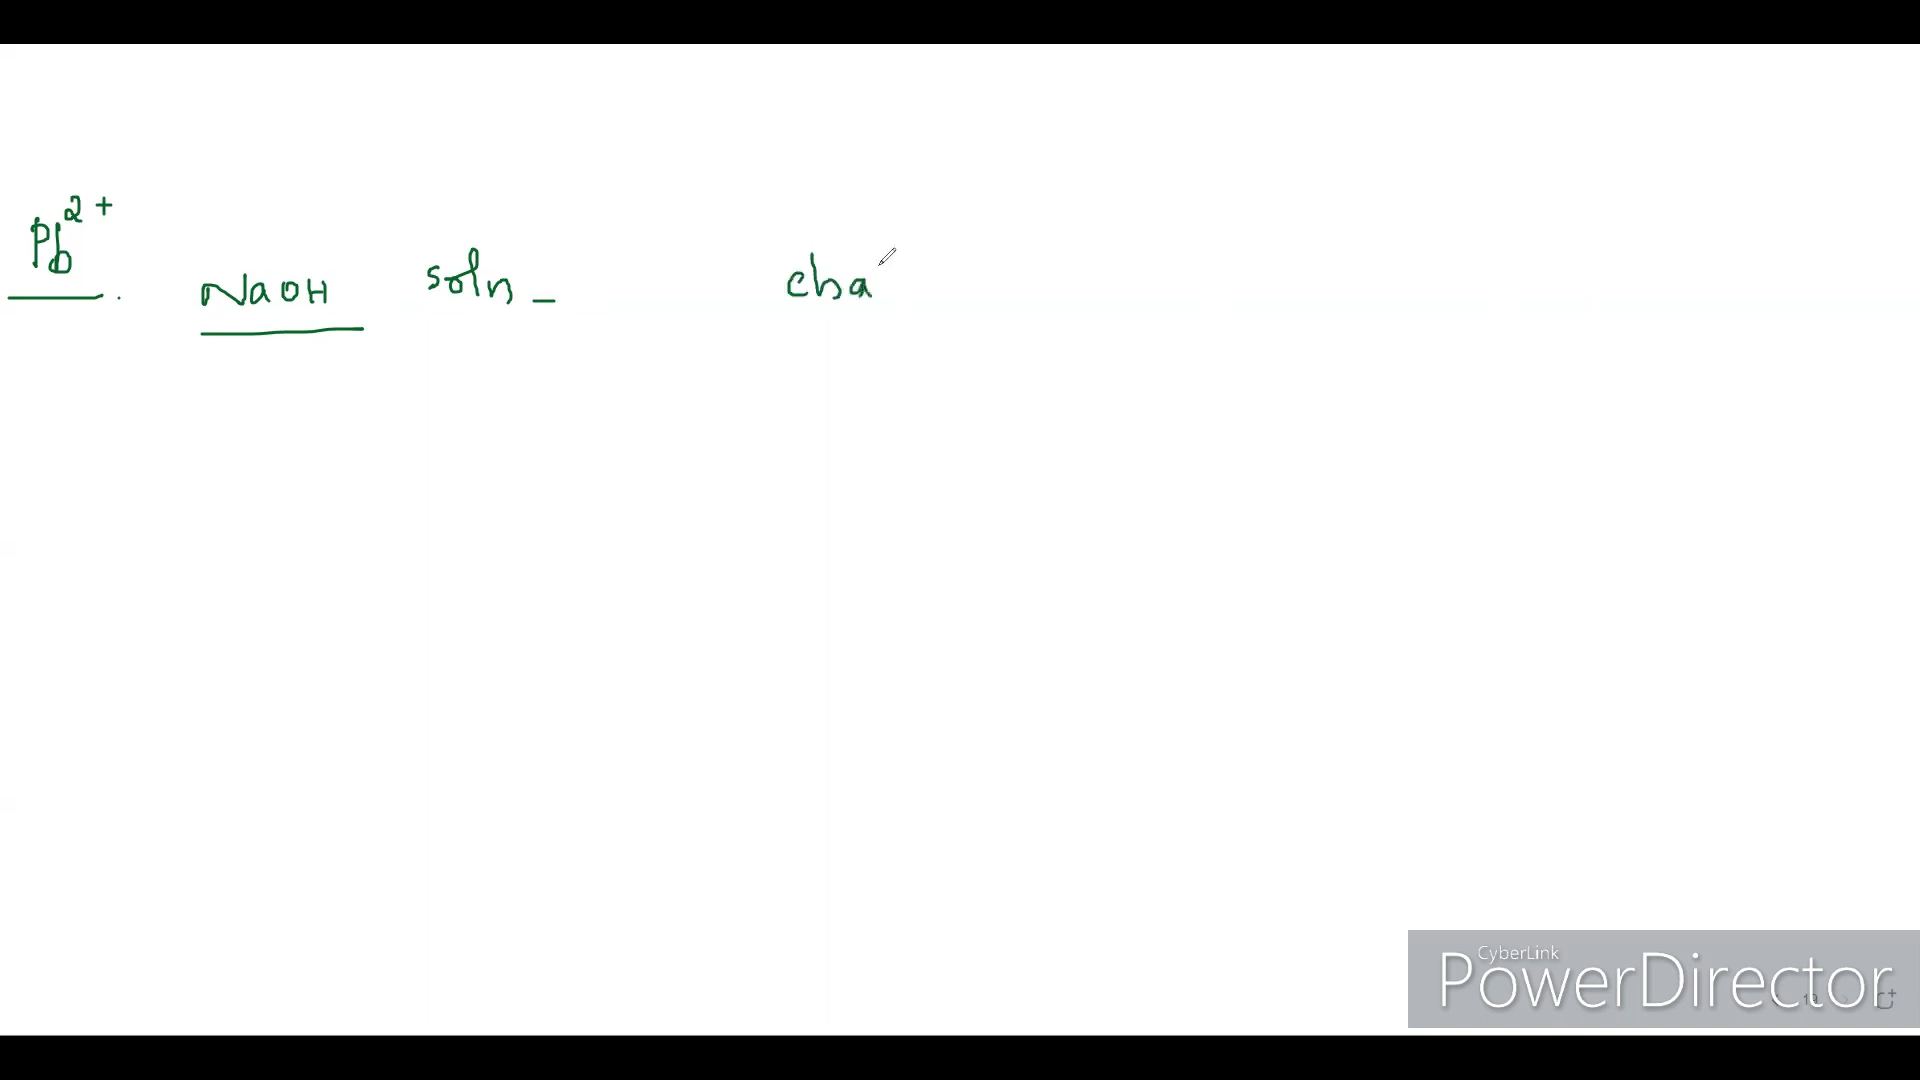 Pb²⁺
NaOH soln _ cha
CyberLink
PowerDirector